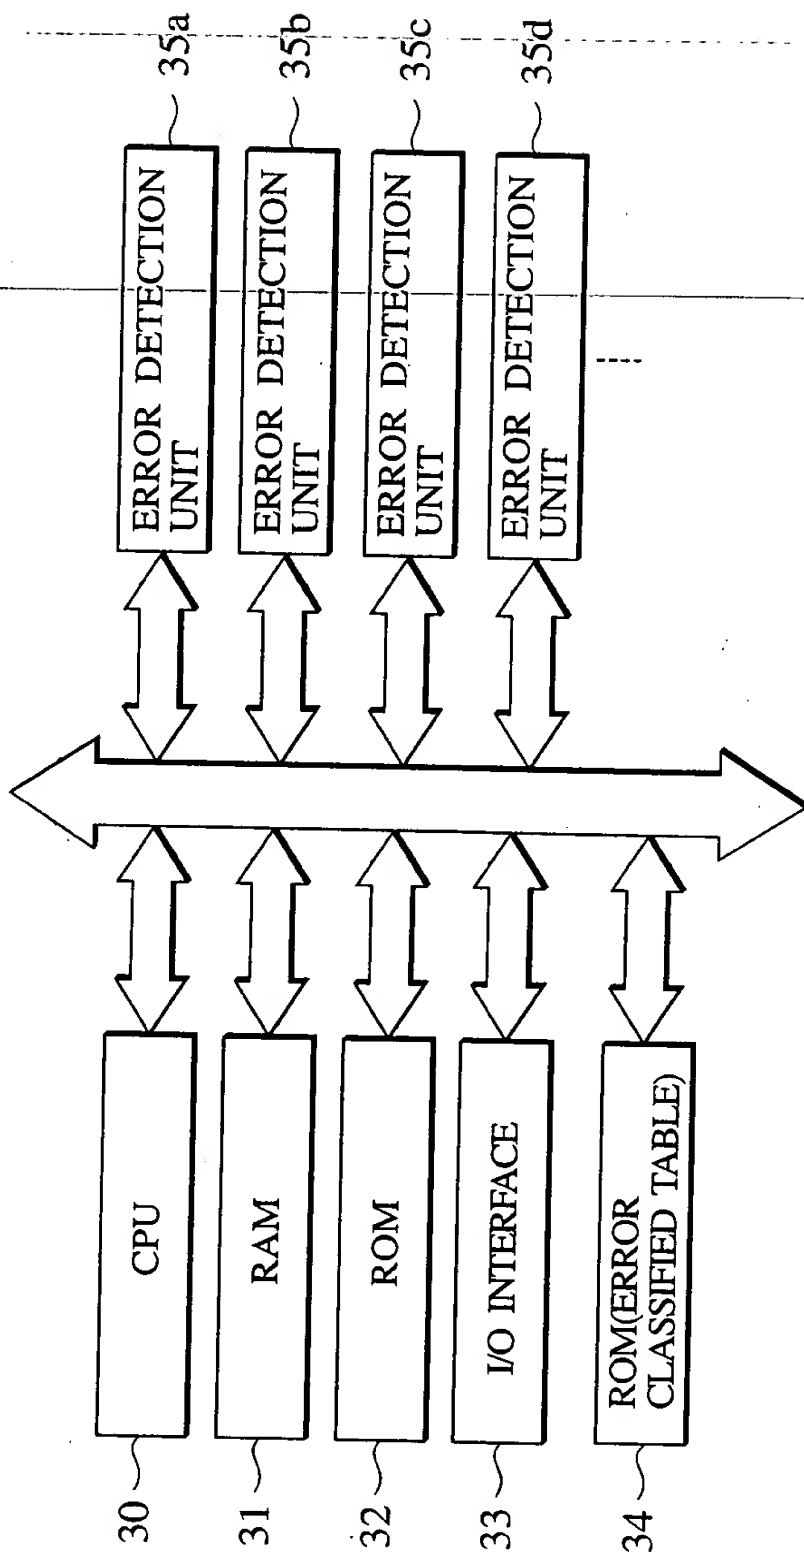 30
CPU
31
RAM
32
ROM
33
I/O INTERFACE
34
ROM(ERROR
CLASSIFIED TABLE)
ERROR DETECTION
UNIT
35a
ERROR DETECTION
UNIT
35b
ERROR DETECTION
UNIT
35c
ERROR DETECTION
UNIT
35d